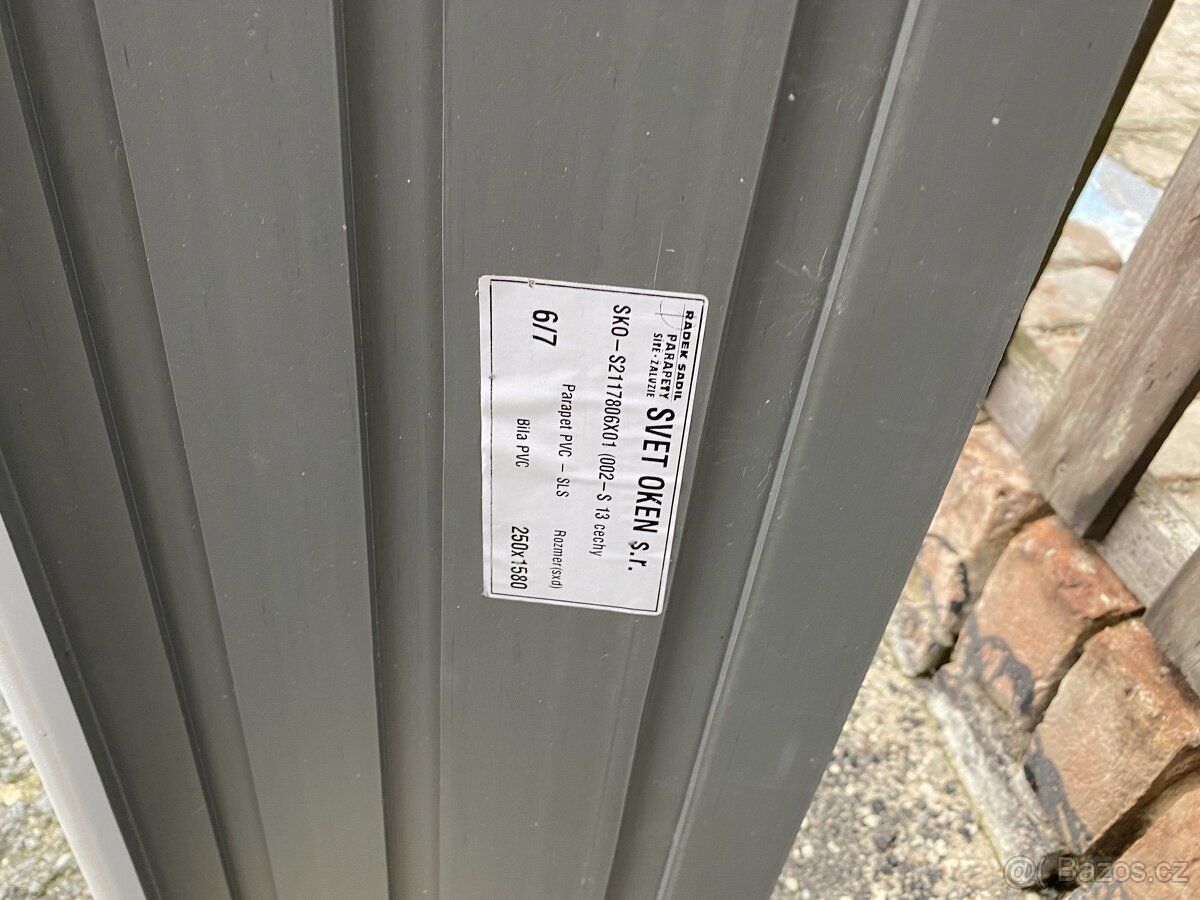 RADEK SADIL
PARAPETY
SÍTĚ · ŽALUZIE
SVET OKEN s.r.
SKO-S2117806X01 (002-S 13 cechy
Parapet PVC - SLS
Rozmer(sxd)
6/7
Bila PVC
250x1580
@( Bazos.cz